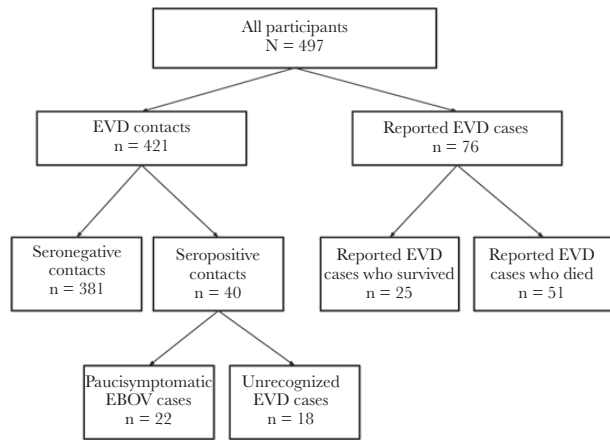 All participants
N = 497
EVD contacts
n = 421
Reported EVD cases
n = 76
Seronegative
contacts
n = 381
Seropositive
contacts
n = 40
Reported EVD
cases who survived
n = 25
Reported EVD
cases who died
n = 51
Paucisymptomatic
EBOV cases
n = 22
Unrecognized
EVD cases
n = 18